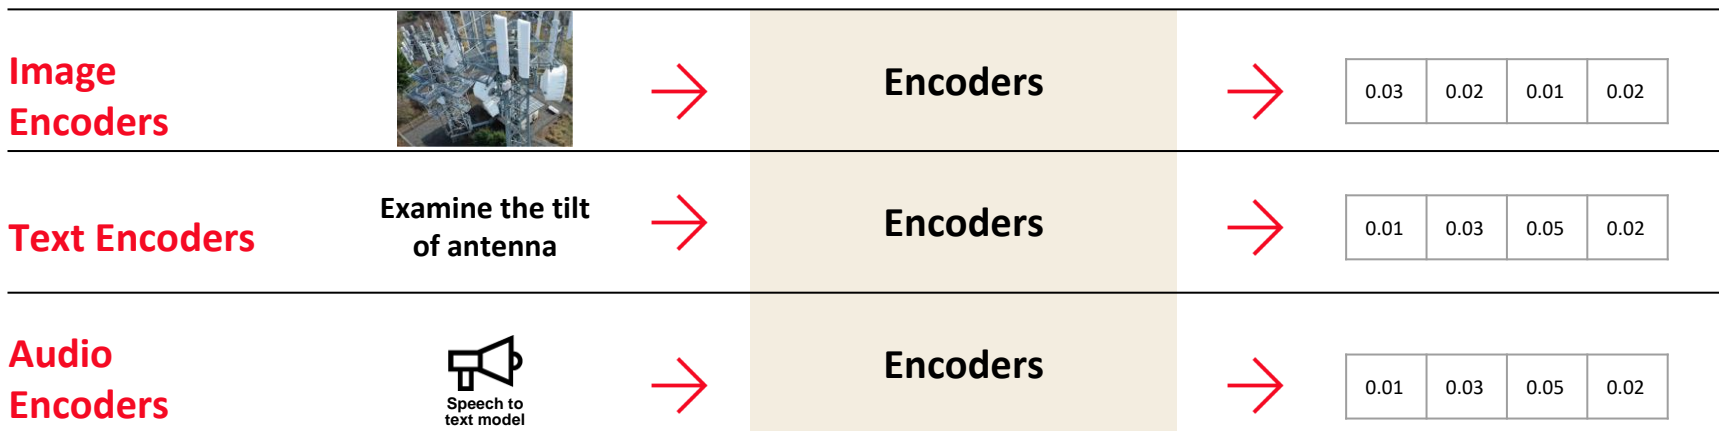 Image
Encoders
Encoders
0.03 0.02 0.01 0.02
Text Encoders
Examine the tilt
of antenna
Encoders
0.01 0.03 0.05 0.02
Audio
Encoders
Speech to
text model
Encoders
0.01 0.03 0.05 0.02